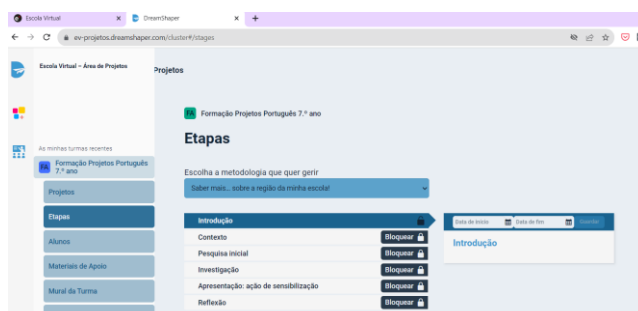 Escola Virtual
DreamShaper
ev-projetos.dreamshaper.com/cluster#/stages
Escola Virtual – Área de Projetos
Projetos
FA Formação Projetos Português 7.º ano
Etapas
As minhas turmas recentes
FA Formação Projetos Português
7.º ano
Projetos
Etapas
Alunos
Materiais de Apoio
Mural da Turma
Escolha a metodologia que quer gerir
Saber mais... sobre a região da minha escola!
Introdução
Contexto Bloquear
Pesquisa inicial Bloquear
Investigação Bloquear
Apresentação: ação de sensibilização Bloquear
Reflexão Bloquear
Data de início Data de fim Guardar
Introdução